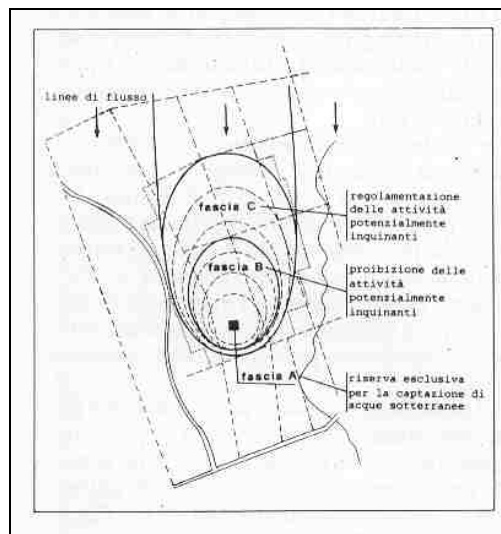 linee di flusso
fascia C
regolamentazione
delle attività
potenzialmente
inquinanti
fascia B
proibizione delle
attività
potenzialmente
inquinanti
fascia A
riserva esclusiva
per la captazione di
acque sotterranee